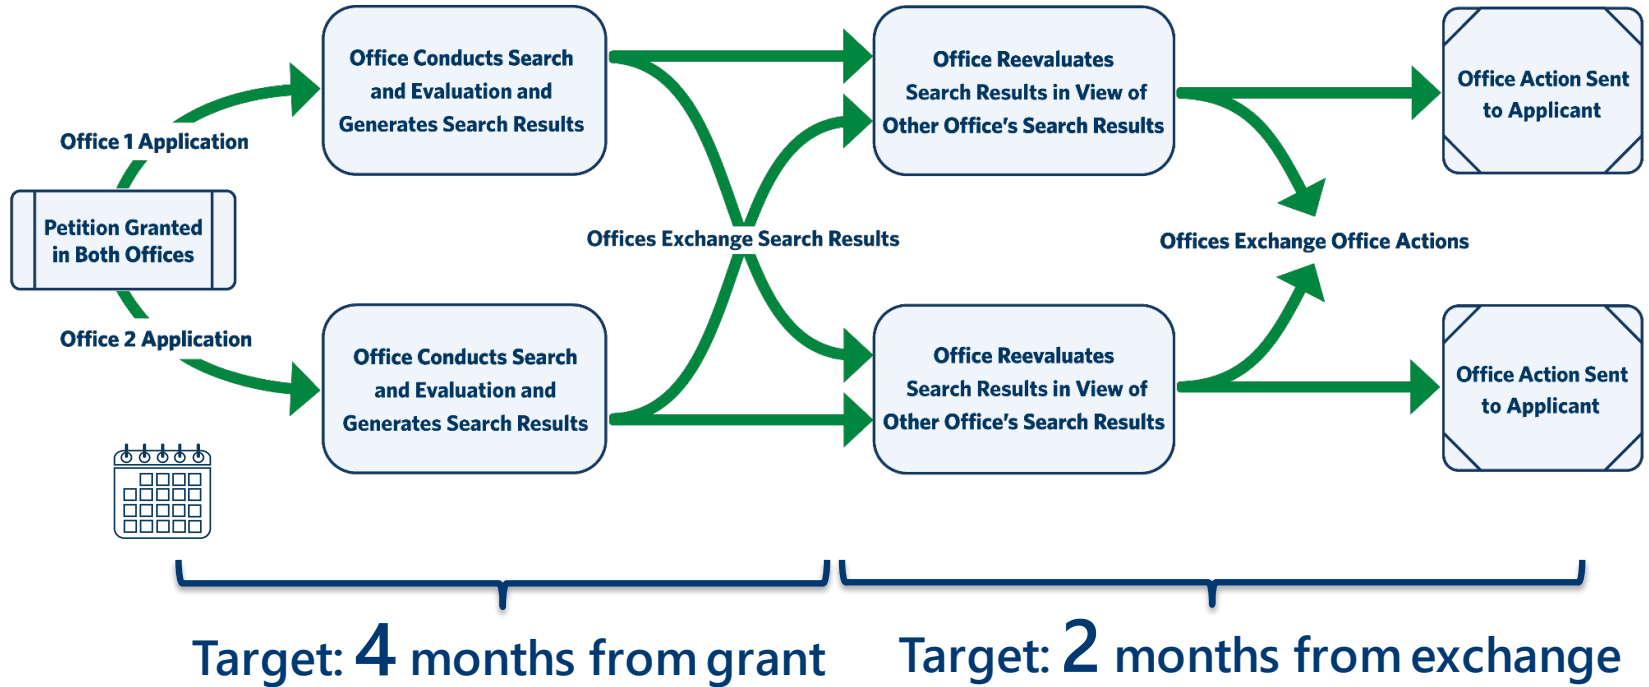 Office 1 Application
Petition Granted
in Both Offices
Office 2 Application
Office Conducts Search
and Evaluation and
Generates Search Results
Office Conducts Search
and Evaluation and
Generates Search Results
Offices Exchange Search Results
Office Reevaluates
Search Results in View of
Other Office's Search Results
Office Reevaluates
Search Results in View of
Other Office's Search Results
Offices Exchange Office Actions
Office Action Sent
to Applicant
Office Action Sent
to Applicant
Target: 4 months from grant
Target: 2 months from exchange